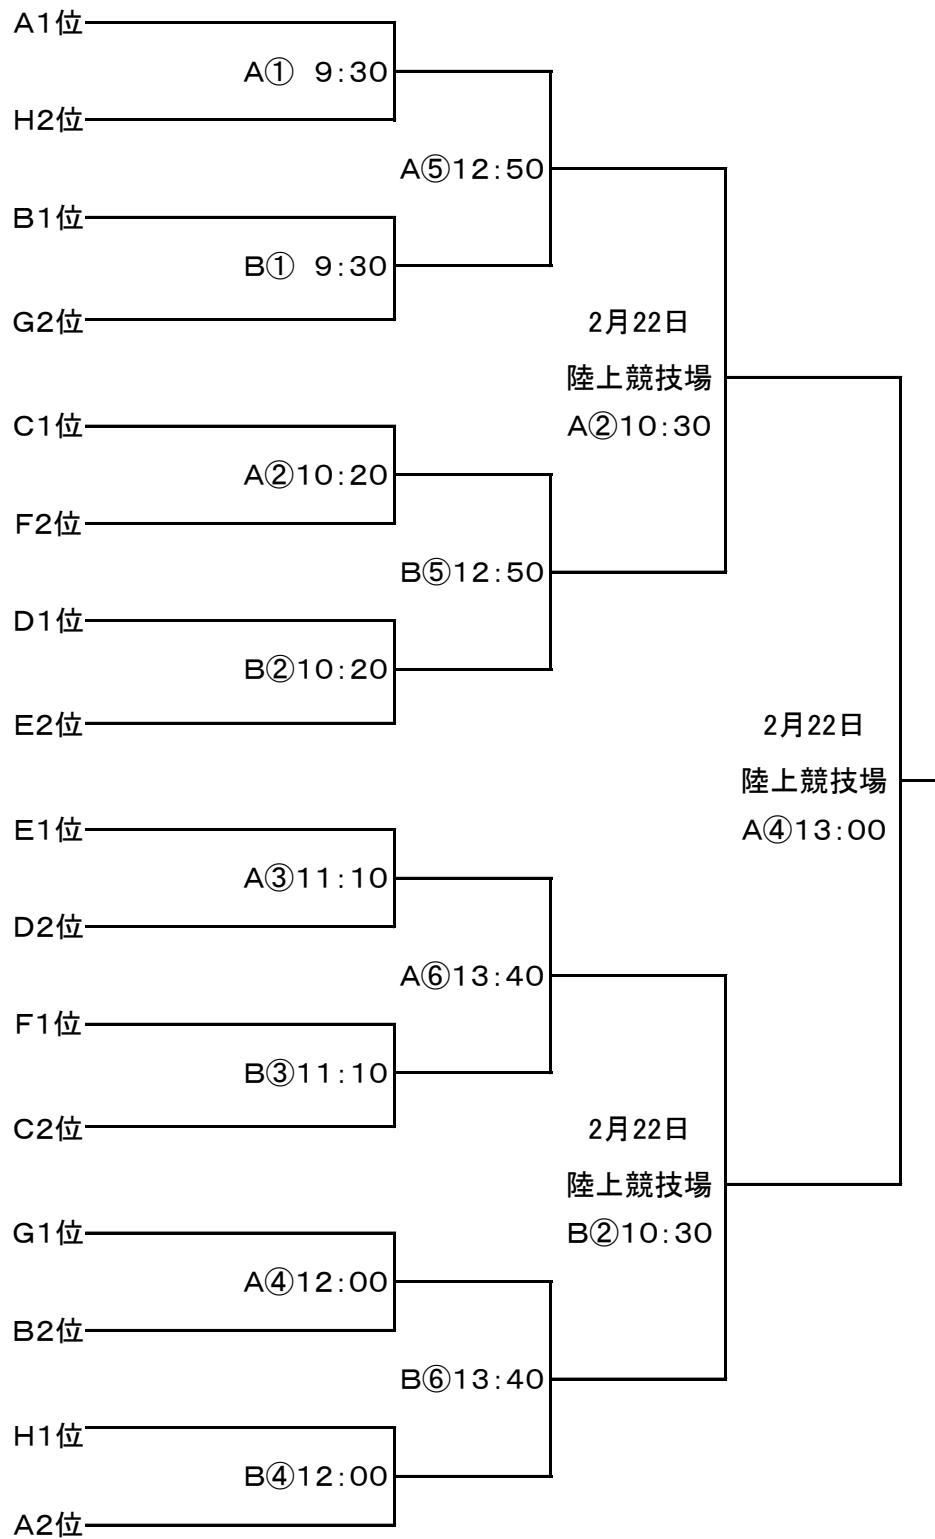 A1位
A① 9:30
H2位
A⑤12:50
B1位
B① 9:30
G2位
2月22日
陸上競技場
A②10:30
C1位
A②10:20
F2位
B⑤12:50
D1位
B②10:20
E2位
2月22日
陸上競技場
A④13:00
E1位
A③11:10
D2位
A⑥13:40
F1位
B③11:10
C2位
2月22日
陸上競技場
B②10:30
G1位
A④12:00
B2位
B⑥13:40
H1位
B④12:00
A2位